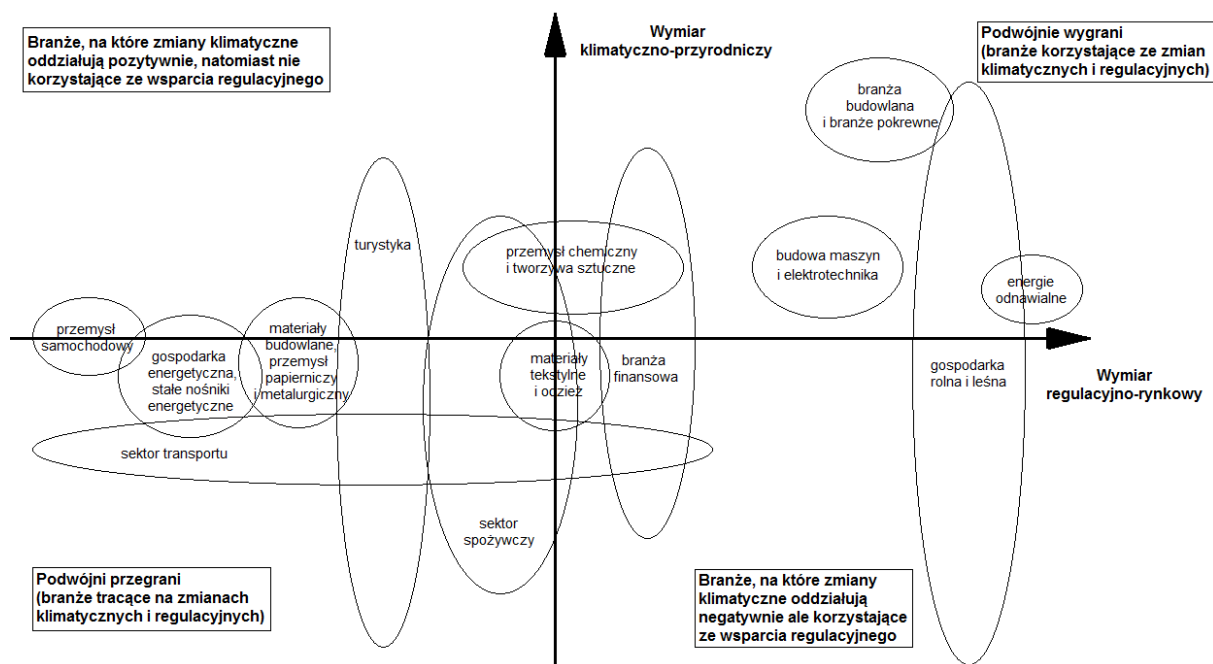 Branże, na które zmiany klimatyczne
oddziałują pozytywnie, natomiast nie
korzystające ze wsparcia regulacyjnego
Wymiar
klimatyczno-przyrodniczy
Podwójnie wygrani
(branże korzystające ze zmian
klimatycznych i regulacyjnych)
branża
budowlana
i branże pokrewne
turystyka
przemysł chemiczny
i tworzywa sztuczne
budowa maszyn
i elektrotechnika
energie
odnawialne
przemysł
samochodowy
gospodarka
energetyczna,
stałe nośniki
energetyczne
materiały
budowlane,
przemysł
papierniczy
i metalurgiczny
materiały
tekstylne
i odzież
branża
finansowa
gospodarka
rolna i leśna
Wymiar
regulacyjno-rynkowy
sektor transportu
sektor
spożywczy
Podwójni przegrani
(branże tracące na zmianach
klimatycznych i regulacyjnych)
Branże, na które zmiany
klimatyczne oddziałują
negatywnie ale korzystające
ze wsparcia regulacyjnego